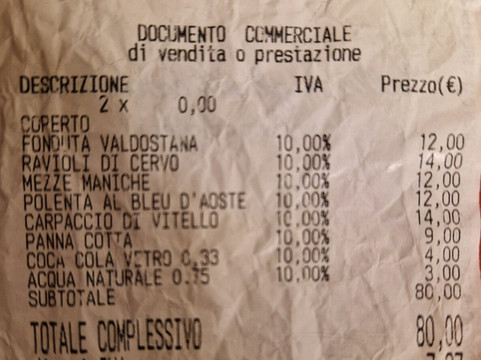 DOCUMENTO COMMERCIALE
di vendita o prestazione
DESCRIZIONE IVA Prezzo(€)
2 x 0,00
COPERTO
FONDUTA VALDOSTANA 10,00% 12,00
RAVIOLI DI CERVO 10,00% 14,00
MEZZE MANICHE 10,00% 12,00
POLENTA AL BLEU D'AOSTE 10,00% 12,00
CARPACCIO DI VITELLO 10,00% 14,00
PANNA COTTA 10,00% 9,00
COCA COLA VETRO 0,33 10,00% 4,00
ACQUA NATURALE 0.75 10,00% 3,00
SUBTOTALE 80,00
TOTALE COMPLESSIVO 80,00